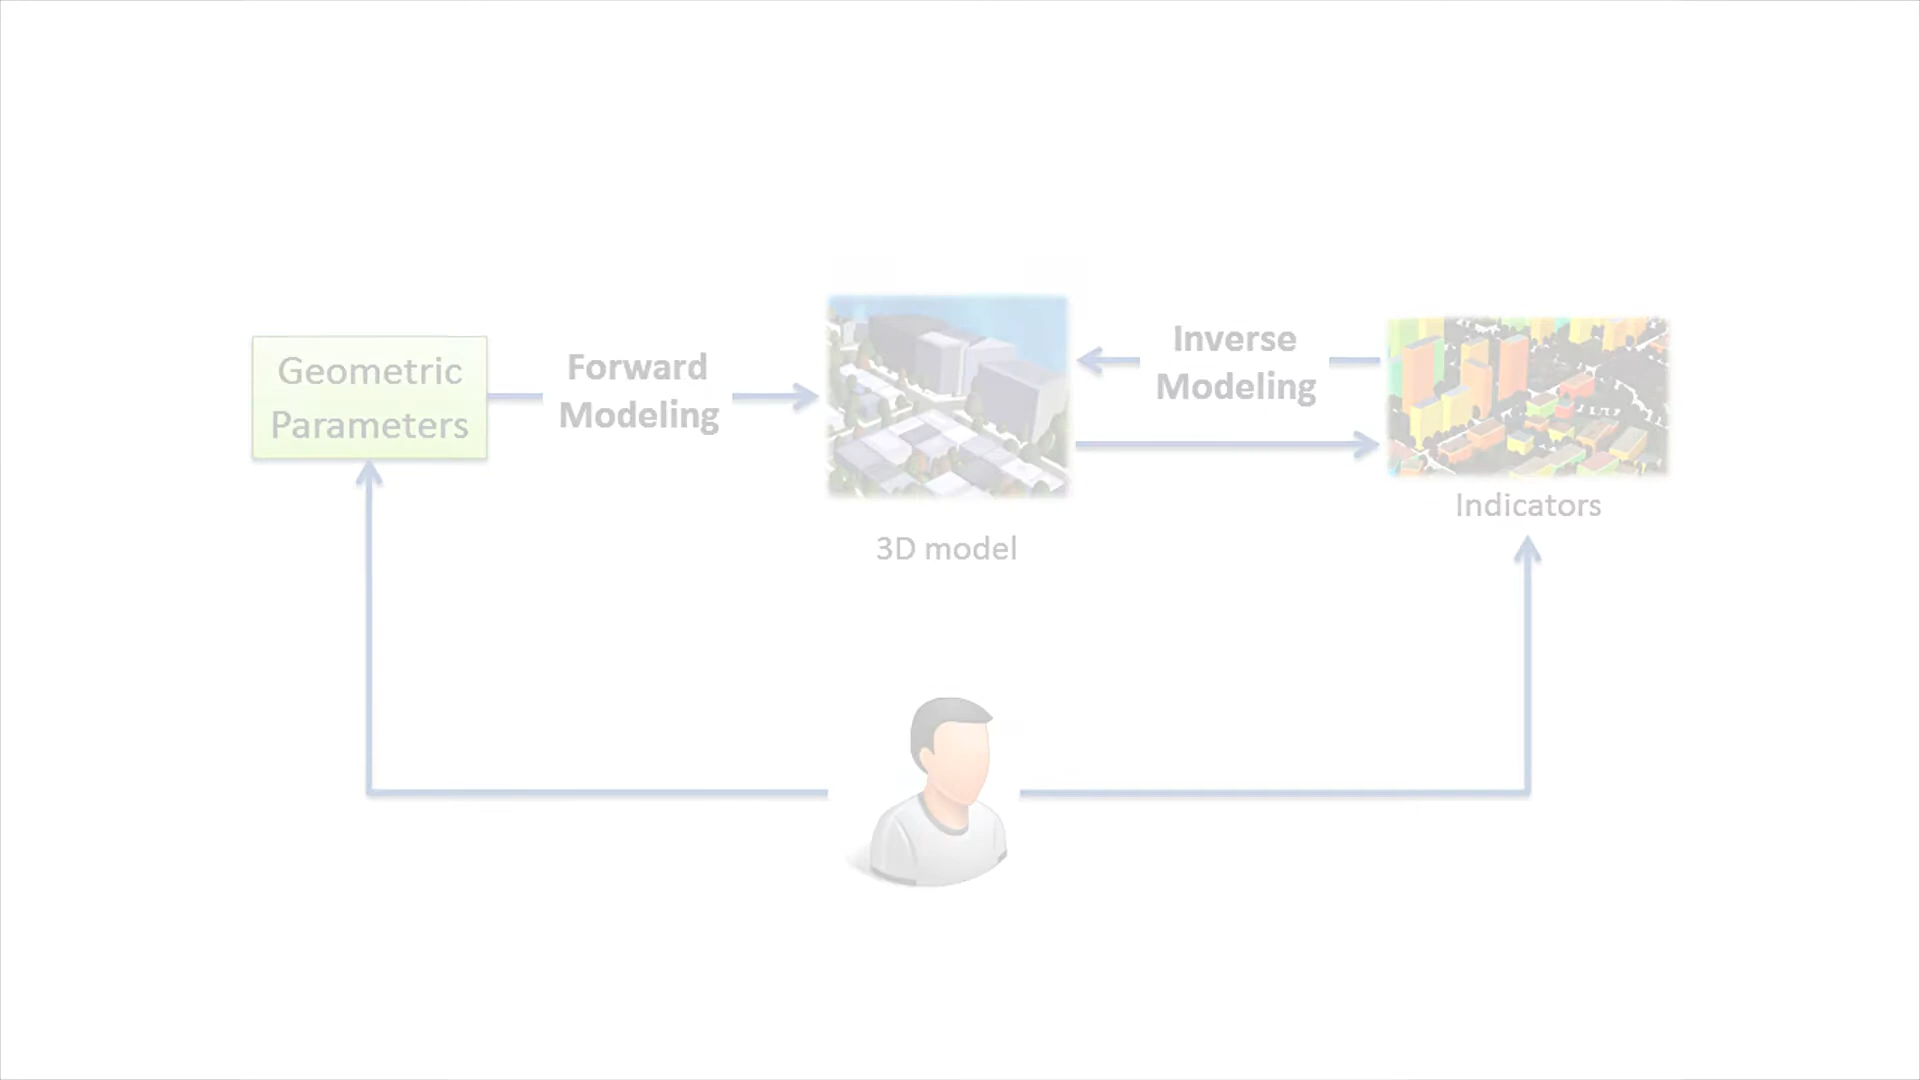 Geometric
Parameters
Forward
Modeling
3D model
Inverse
Modeling
Indicators